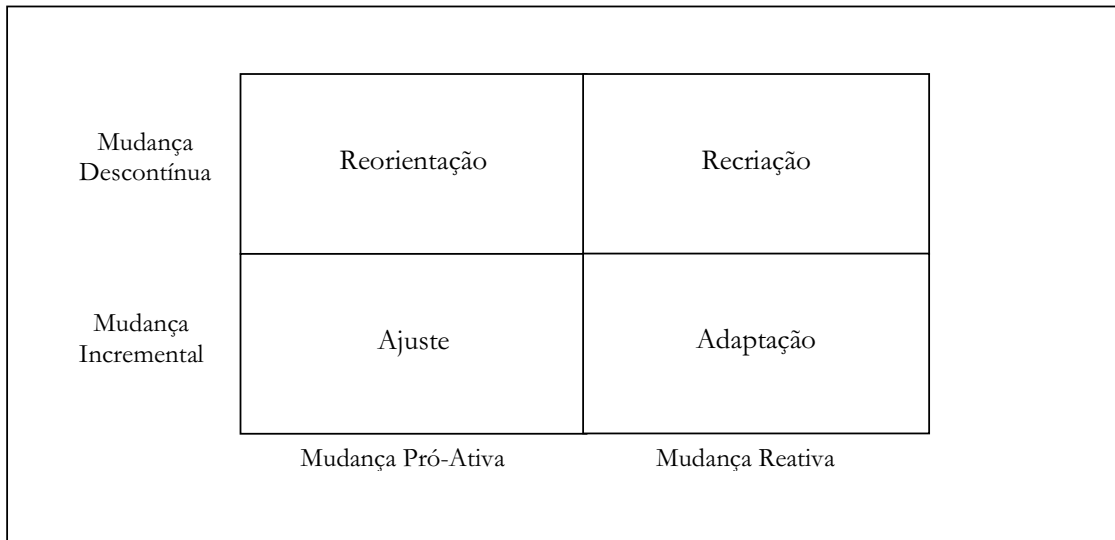 Mudança
Descontínua
Reorientação
Recriação
Mudança
Incremental
Ajuste
Adaptação
Mudança Pró-Ativa
Mudança Reativa